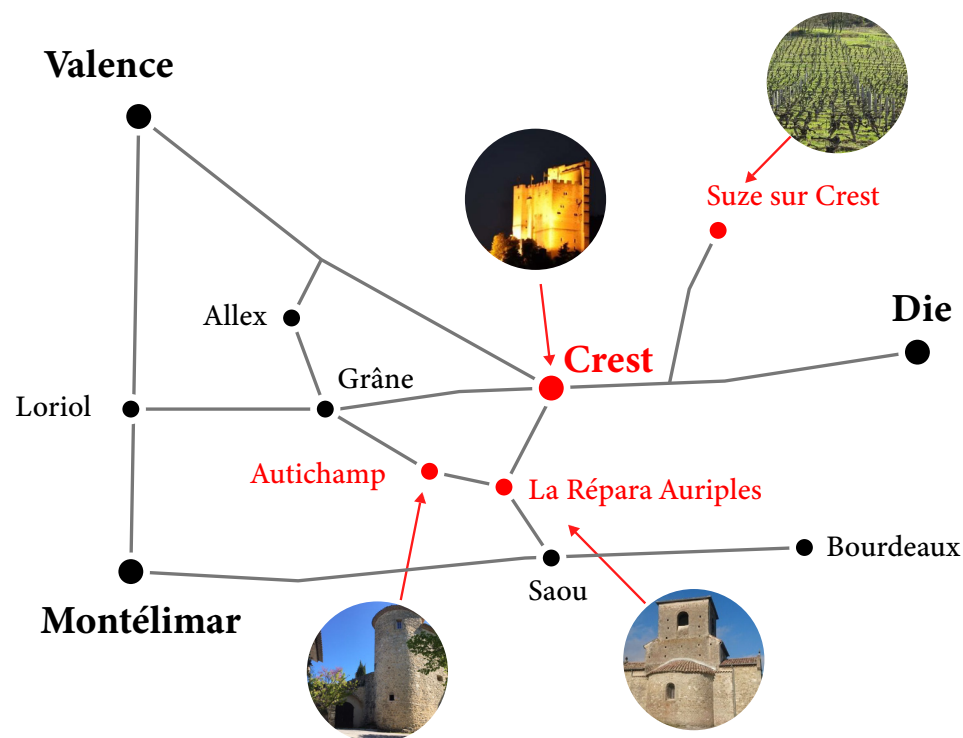 Valence
Suze sur Crest
Die
Allex
Crest
Grâne
Loriol
Autichamp
La Répara Auriples
Bourdeaux
Saou
Montélimar